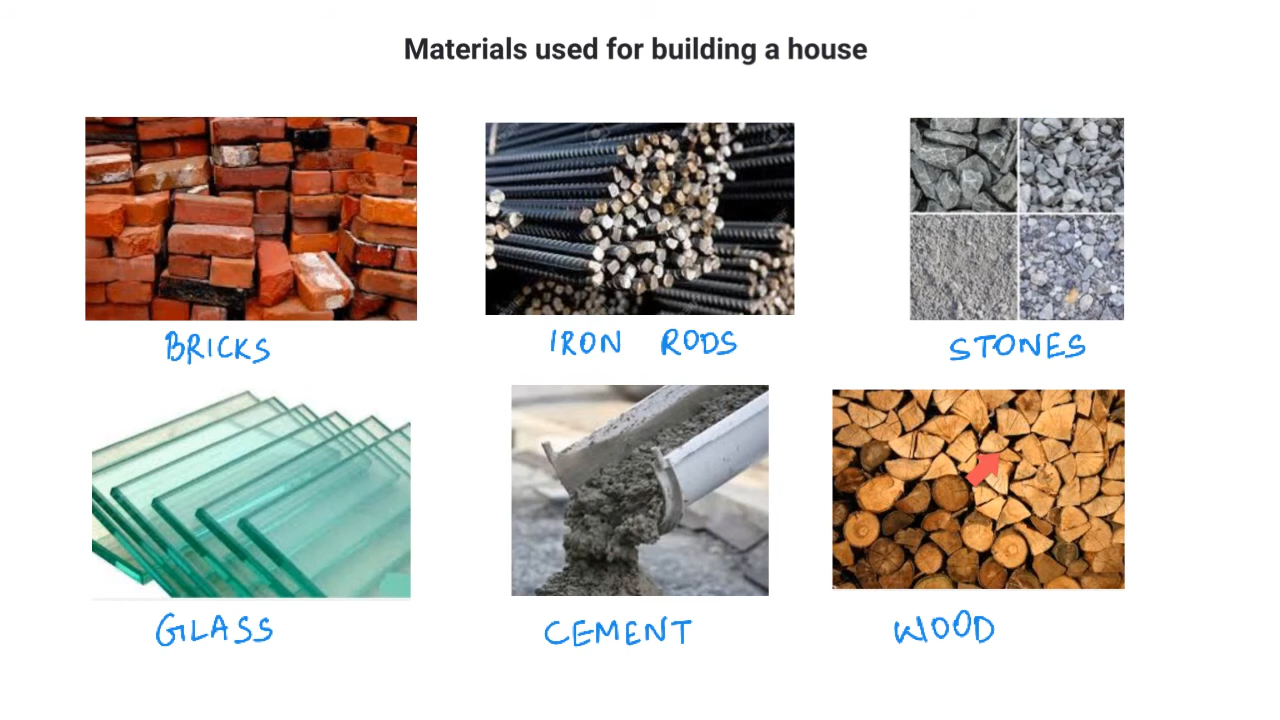 Materials used for building a house
BRICKS
IRON RODS
STONES
GLASS
CEMENT
WOOD